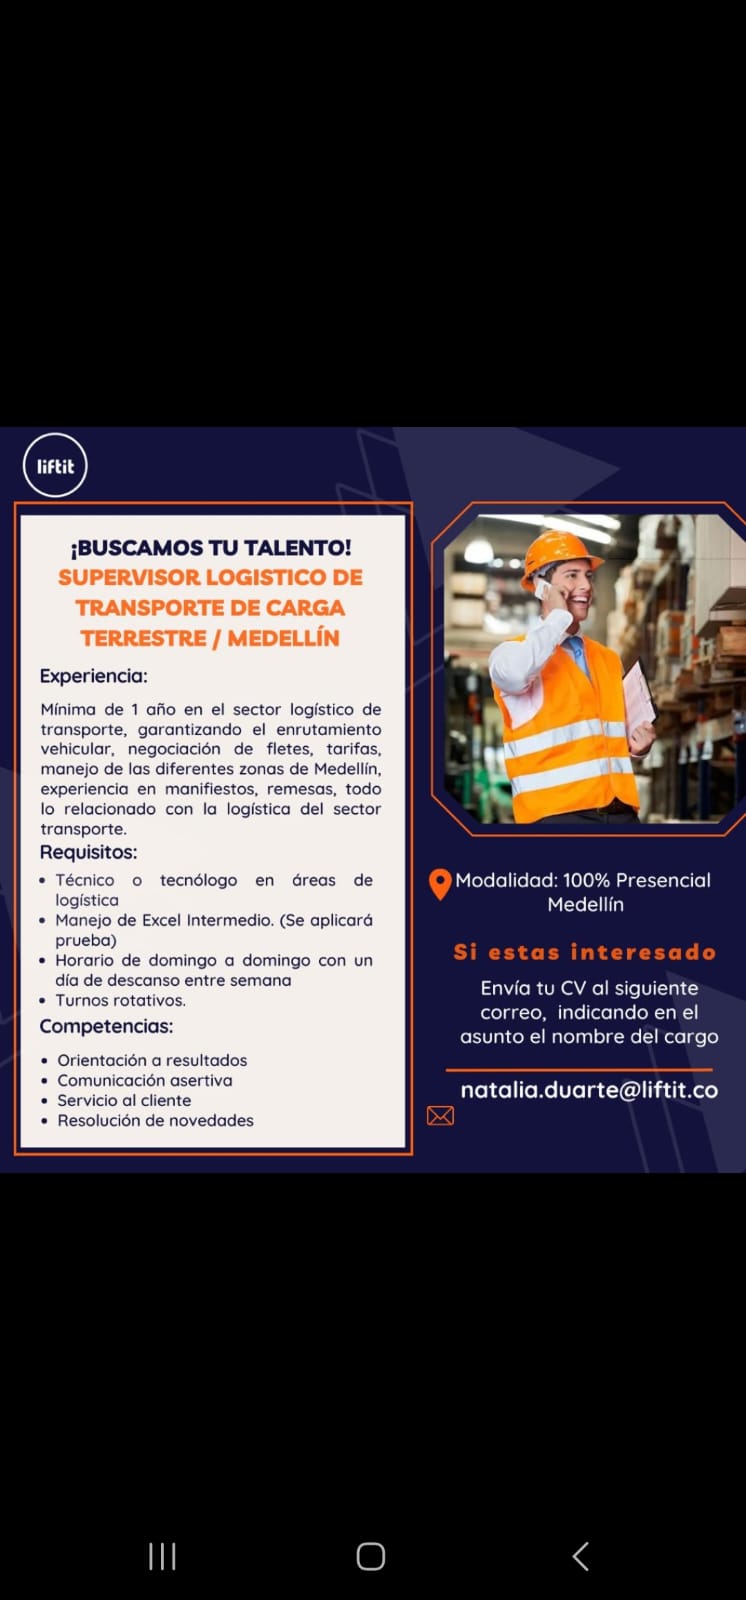 liftit
¡BUSCAMOS TU TALENTO!
SUPERVISOR LOGISTICO DE
TRANSPORTE DE CARGA
TERRESTRE / MEDELLÍN
Experiencia:
Mínima de 1 año en el sector logístico de
transporte, garantizando el enrutamiento
vehicular, negociación de fletes, tarifas,
manejo de las diferentes zonas de Medellín,
experiencia en manifiestos, remesas, todo
lo relacionado con la logística del sector
transporte.
Requisitos:
• Técnico o tecnólogo en áreas de
logística
• Manejo de Excel Intermedio. (Se aplicará
prueba)
• Horario de domingo a domingo con un
día de descanso entre semana
• Turnos rotativos.
Competencias:
• Orientación a resultados
• Comunicación asertiva
• Servicio al cliente
• Resolución de novedades
Modalidad: 100% Presencial
Medellín
Si estas interesado
Envía tu CV al siguiente
correo, indicando en el
asunto el nombre del cargo
natalia.duarte@liftit.co